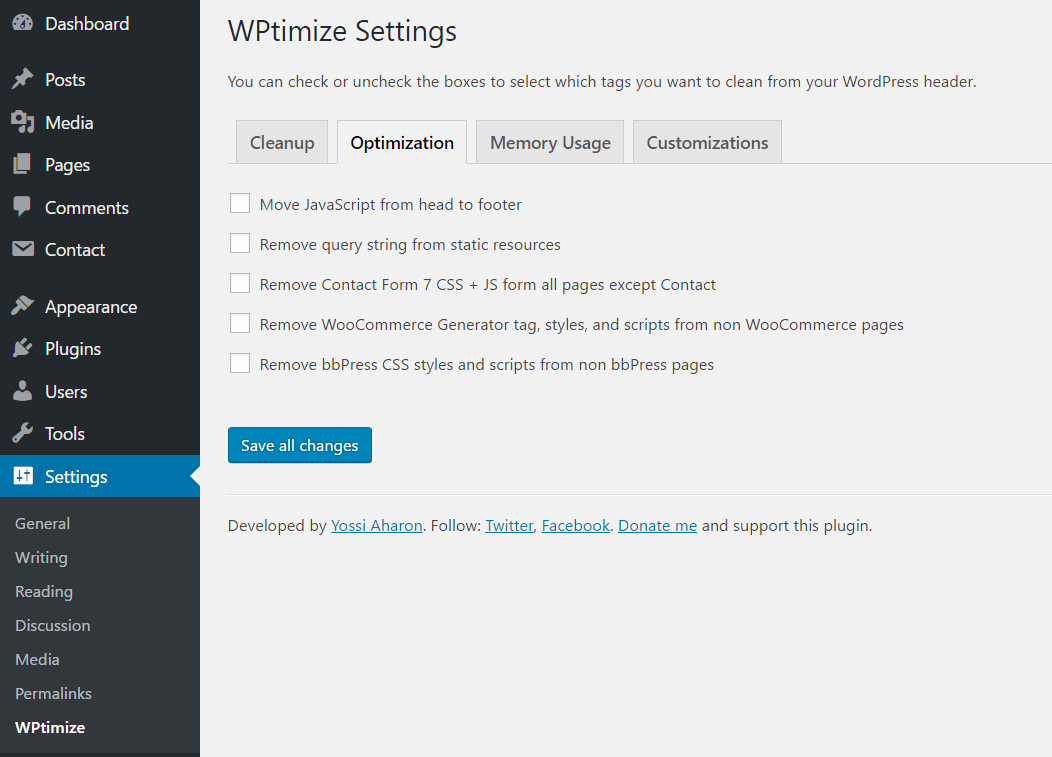 Dashboard
Posts
Media
Pages
Comments
Contact
Appearance
Plugins
Users
Tools
Settings
General
Writing
Reading
Discussion
Media
Permalinks
WPtimize
WPtimize Settings
You can check or uncheck the boxes to select which tags you want to clean from your WordPress header.
Cleanup Optimization Memory Usage Customizations
Move JavaScript from head to footer
Remove query string from static resources
Remove Contact Form 7 CSS + JS form all pages except Contact
Remove WooCommerce Generator tag, styles, and scripts from non WooCommerce pages
Remove bbPress CSS styles and scripts from non bbPress pages
Save all changes
Developed by Yossi Aharon. Follow: Twitter, Facebook. Donate me and support this plugin.